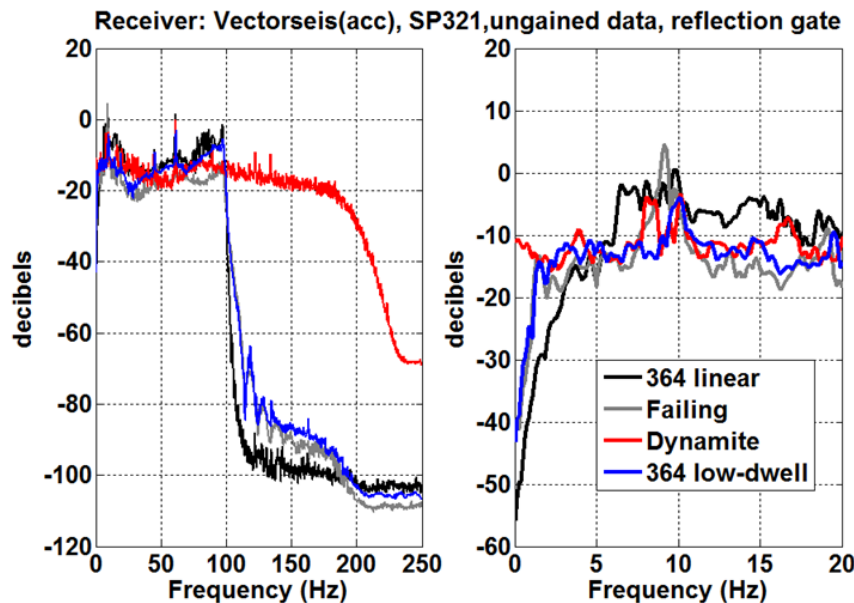 Receiver: Vectorseis(acc), SP321,ungained data, reflection gate
20
0
-20
-40
-60
-80
-100
-120
decibels
0 50 100 150 200 250
Frequency (Hz)
20
10
0
-10
-20
-30
-40
-50
-60
decibels
364 linear
Failing
Dynamite
364 low-dwell
0 5 10 15 20
Frequency (Hz)